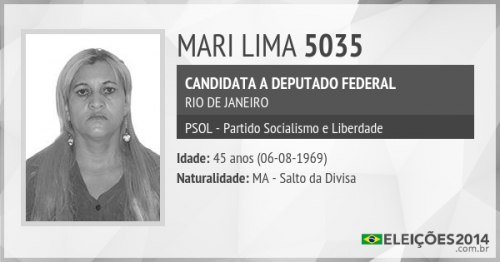 MARI LIMA 5035
CANDIDATA A DEPUTADO FEDERAL
RIO DE JANEIRO
PSOL - Partido Socialismo e Liberdade
Idade: 45 anos (06-08-1969)
Naturalidade: MA - Salto da Divisa
ELEIÇÕES2014
.com.br